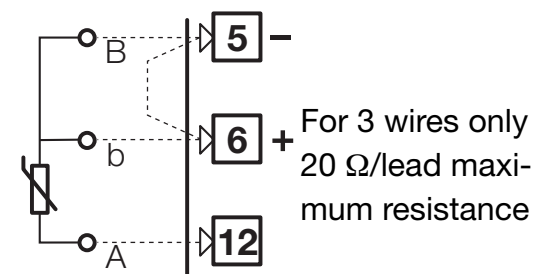 B 5 −
b 6 + For 3 wires only
20 Ω/lead maxi-
mum resistance
A 12